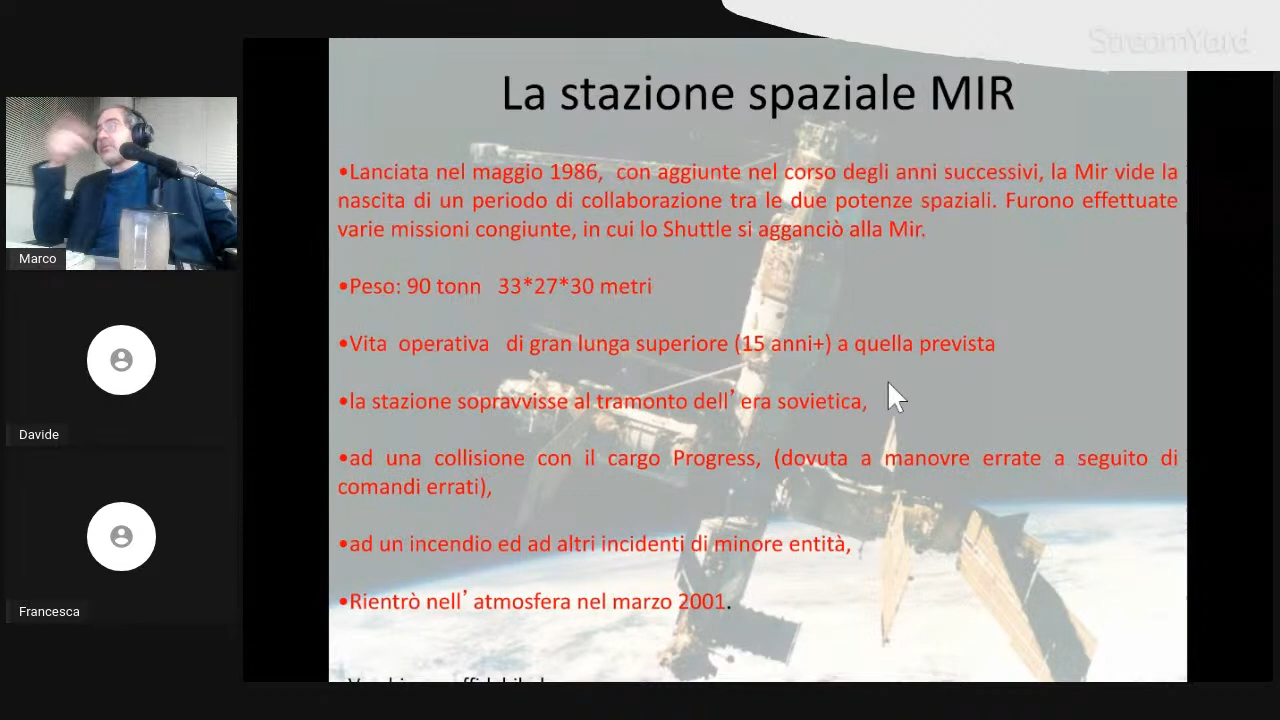 StreamYard
La stazione spaziale MIR
•Lanciata nel maggio 1986,  con aggiunte nel corso degli anni successivi, la Mir vide la
nascita di un periodo di collaborazione tra le due potenze spaziali. Furono effettuate
varie missioni congiunte, in cui lo Shuttle si agganciò alla Mir.
•Peso: 90 tonn   33*27*30 metri
•Vita  operativa   di gran lunga superiore (15 anni+) a quella prevista
•la stazione sopravvisse al tramonto dell’ era sovietica,
•ad una collisione con il cargo Progress, (dovuta a manovre errate a seguito di
comandi errati),
•ad un incendio ed ad altri incidenti di minore entità,
•Rientrò nell’ atmosfera nel marzo 2001.
Marco
Davide
Francesca